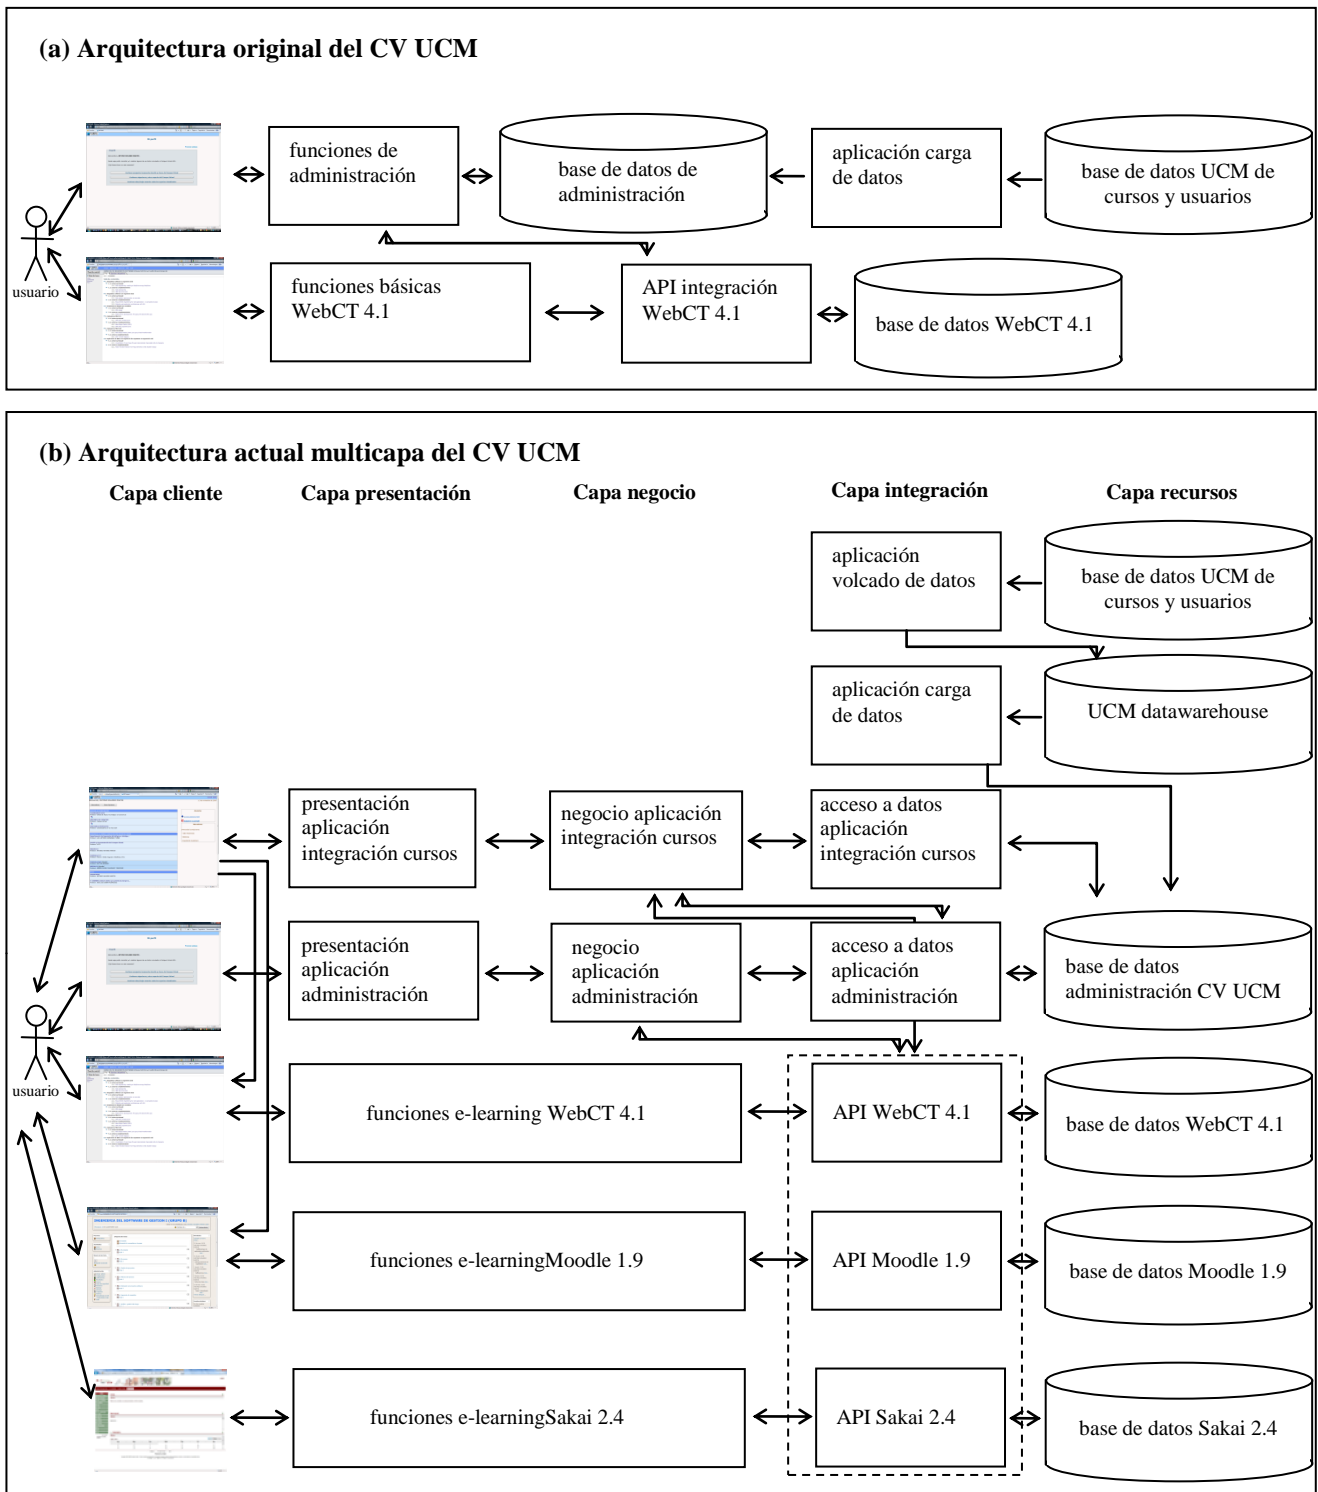 (a) Arquitectura original del CV UCM
funciones de
administración
base de datos de
administración
aplicación carga
de datos
base de datos UCM de
cursos y usuarios
usuario
funciones básicas
WebCT 4.1
API integración
WebCT 4.1
base de datos WebCT 4.1
(b) Arquitectura actual multicapa del CV UCM
Capa cliente
Capa presentación
Capa negocio
Capa integración
Capa recursos
aplicación
volcado de datos
base de datos UCM de
cursos y usuarios
aplicación carga
de datos
UCM datawarehouse
presentación
aplicación
integración cursos
negocio aplicación
integración cursos
acceso a datos
aplicación
integración cursos
presentación
aplicación
administración
negocio
aplicación
administración
acceso a datos
aplicación
administración
base de datos
administración CV UCM
usuario
funciones e-learning WebCT 4.1
API WebCT 4.1
base de datos WebCT 4.1
INGENIERIA DEL SOFTWARE DE GESTION I (GRUPO B)
funciones e-learningMoodle 1.9
API Moodle 1.9
base de datos Moodle 1.9
funciones e-learningSakai 2.4
API Sakai 2.4
base de datos Sakai 2.4